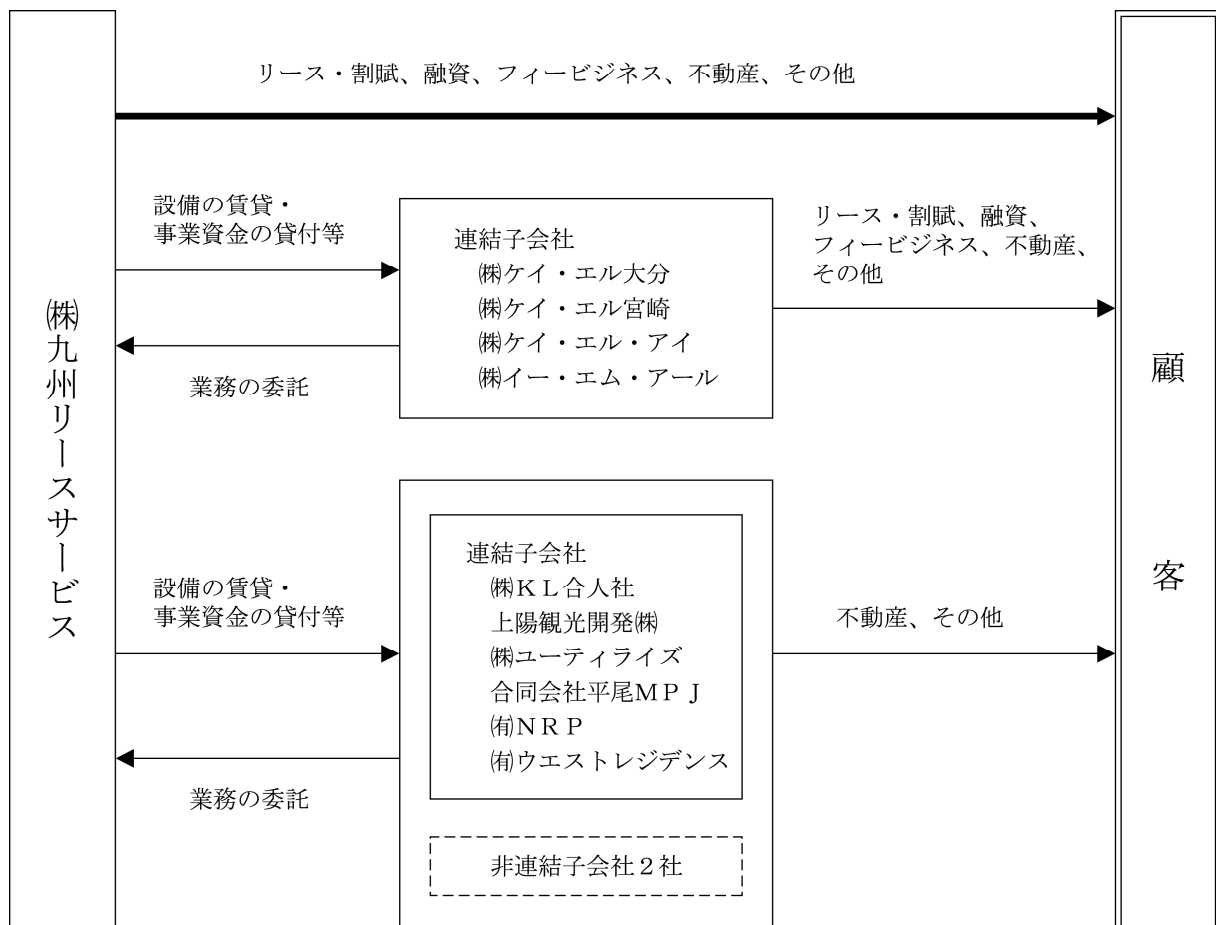 リース・割賦、融資、フィービジネス、不動産、その他
㈱九州リースサービス
設備の賃貸・
事業資金の貸付等
業務の委託
連結子会社
㈱ケイ・エル大分
㈱ケイ・エル宮崎
㈱ケイ・エル・アイ
㈱イー・エム・アール
リース・割賦、融資、
フィービジネス、不動産、
その他
顧客
設備の賃貸・
事業資金の貸付等
業務の委託
連結子会社
㈱ＫＬ合人社
上陽観光開発㈱
㈱ユーティライズ
合同会社平尾ＭＰＪ
㈲ＮＲＰ
㈲ウエストレジデンス
非連結子会社２社
不動産、その他